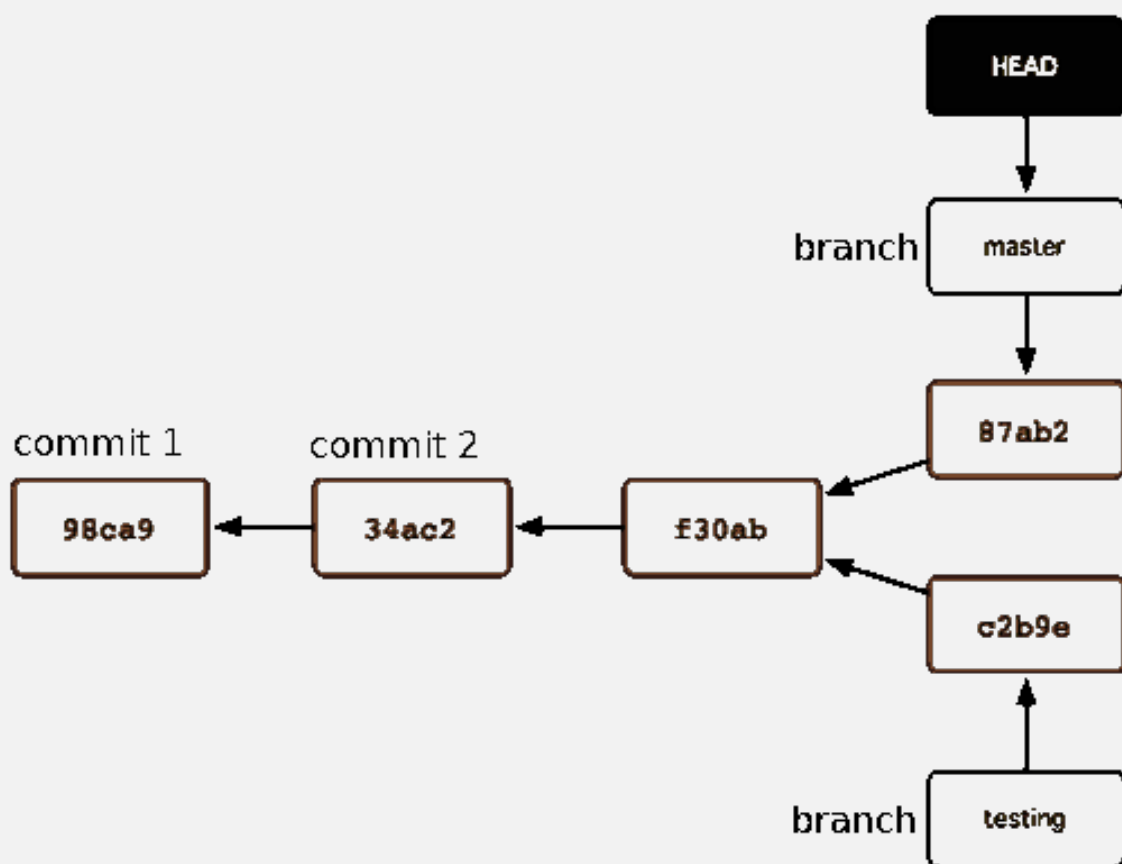 HEAD
branch
master
87ab2
commit 1
commit 2
98ca9
34ac2
f30ab
c2b9e
branch
testing